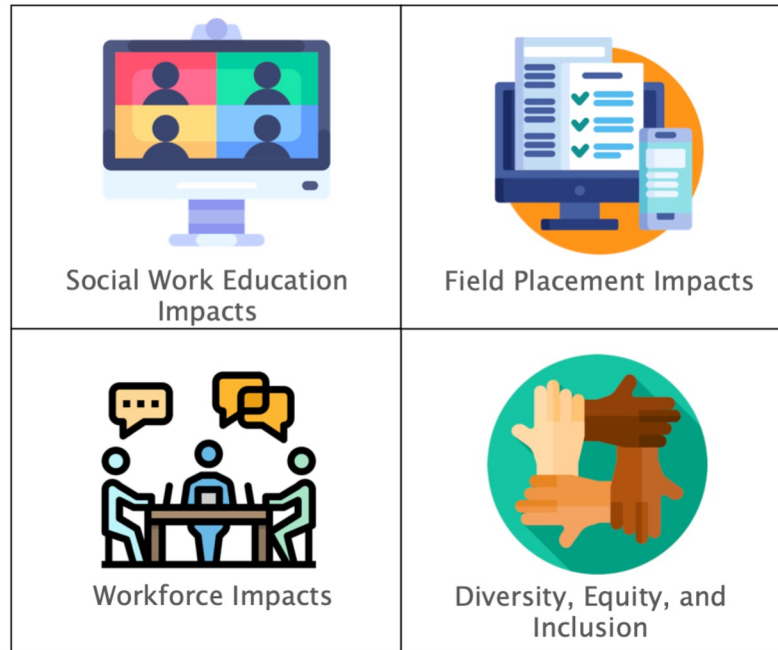 Social Work Education
Impacts
Field Placement Impacts
Workforce Impacts
Diversity, Equity, and
Inclusion